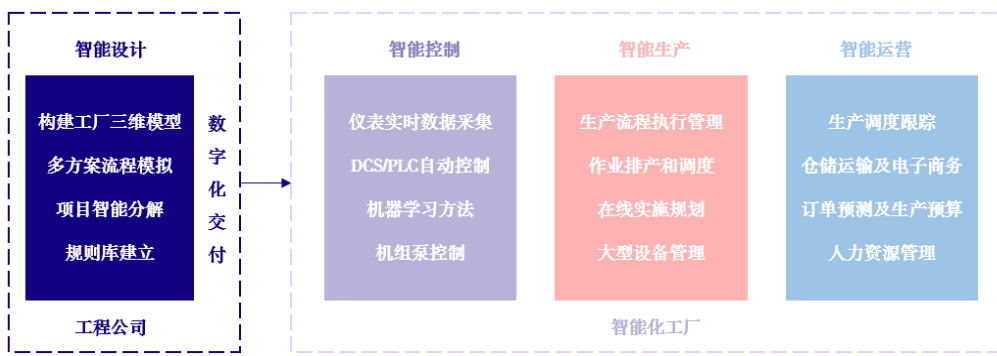 智能设计
构建工厂三维模型
多方案流程模拟
项目智能分解
规则库建立
数字化交付
工程公司
智能控制
仪表实时数据采集
DCS/PLC自动控制
机器学习方法
机组泵控制
智能生产
生产流程执行管理
作业排产和调度
在线实施规划
大型设备管理
智能运营
生产调度跟踪
仓储运输及电子商务
订单预测及生产预算
人力资源管理
智能化工厂